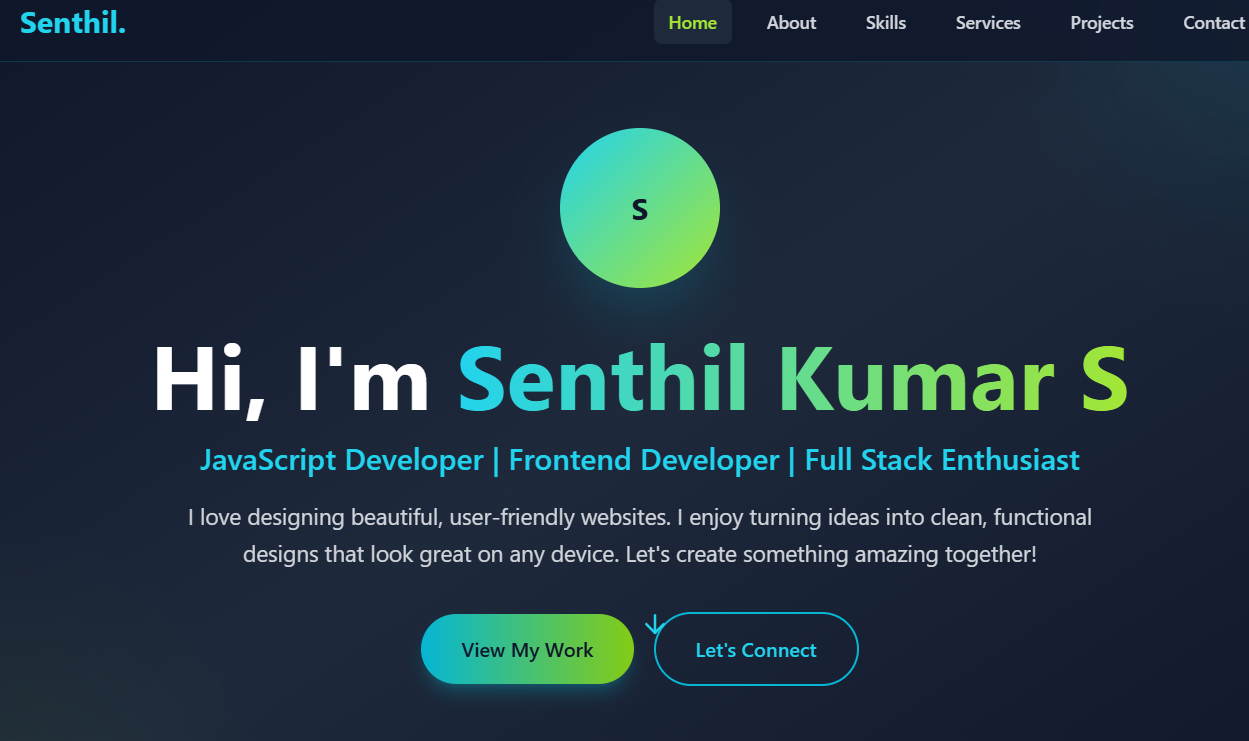 Senthil.
Home About Skills Services Projects Contact
S
Hi, I'm Senthil Kumar S
JavaScript Developer | Frontend Developer | Full Stack Enthusiast
I love designing beautiful, user-friendly websites. I enjoy turning ideas into clean, functional
designs that look great on any device. Let's create something amazing together!
View My Work
Let's Connect